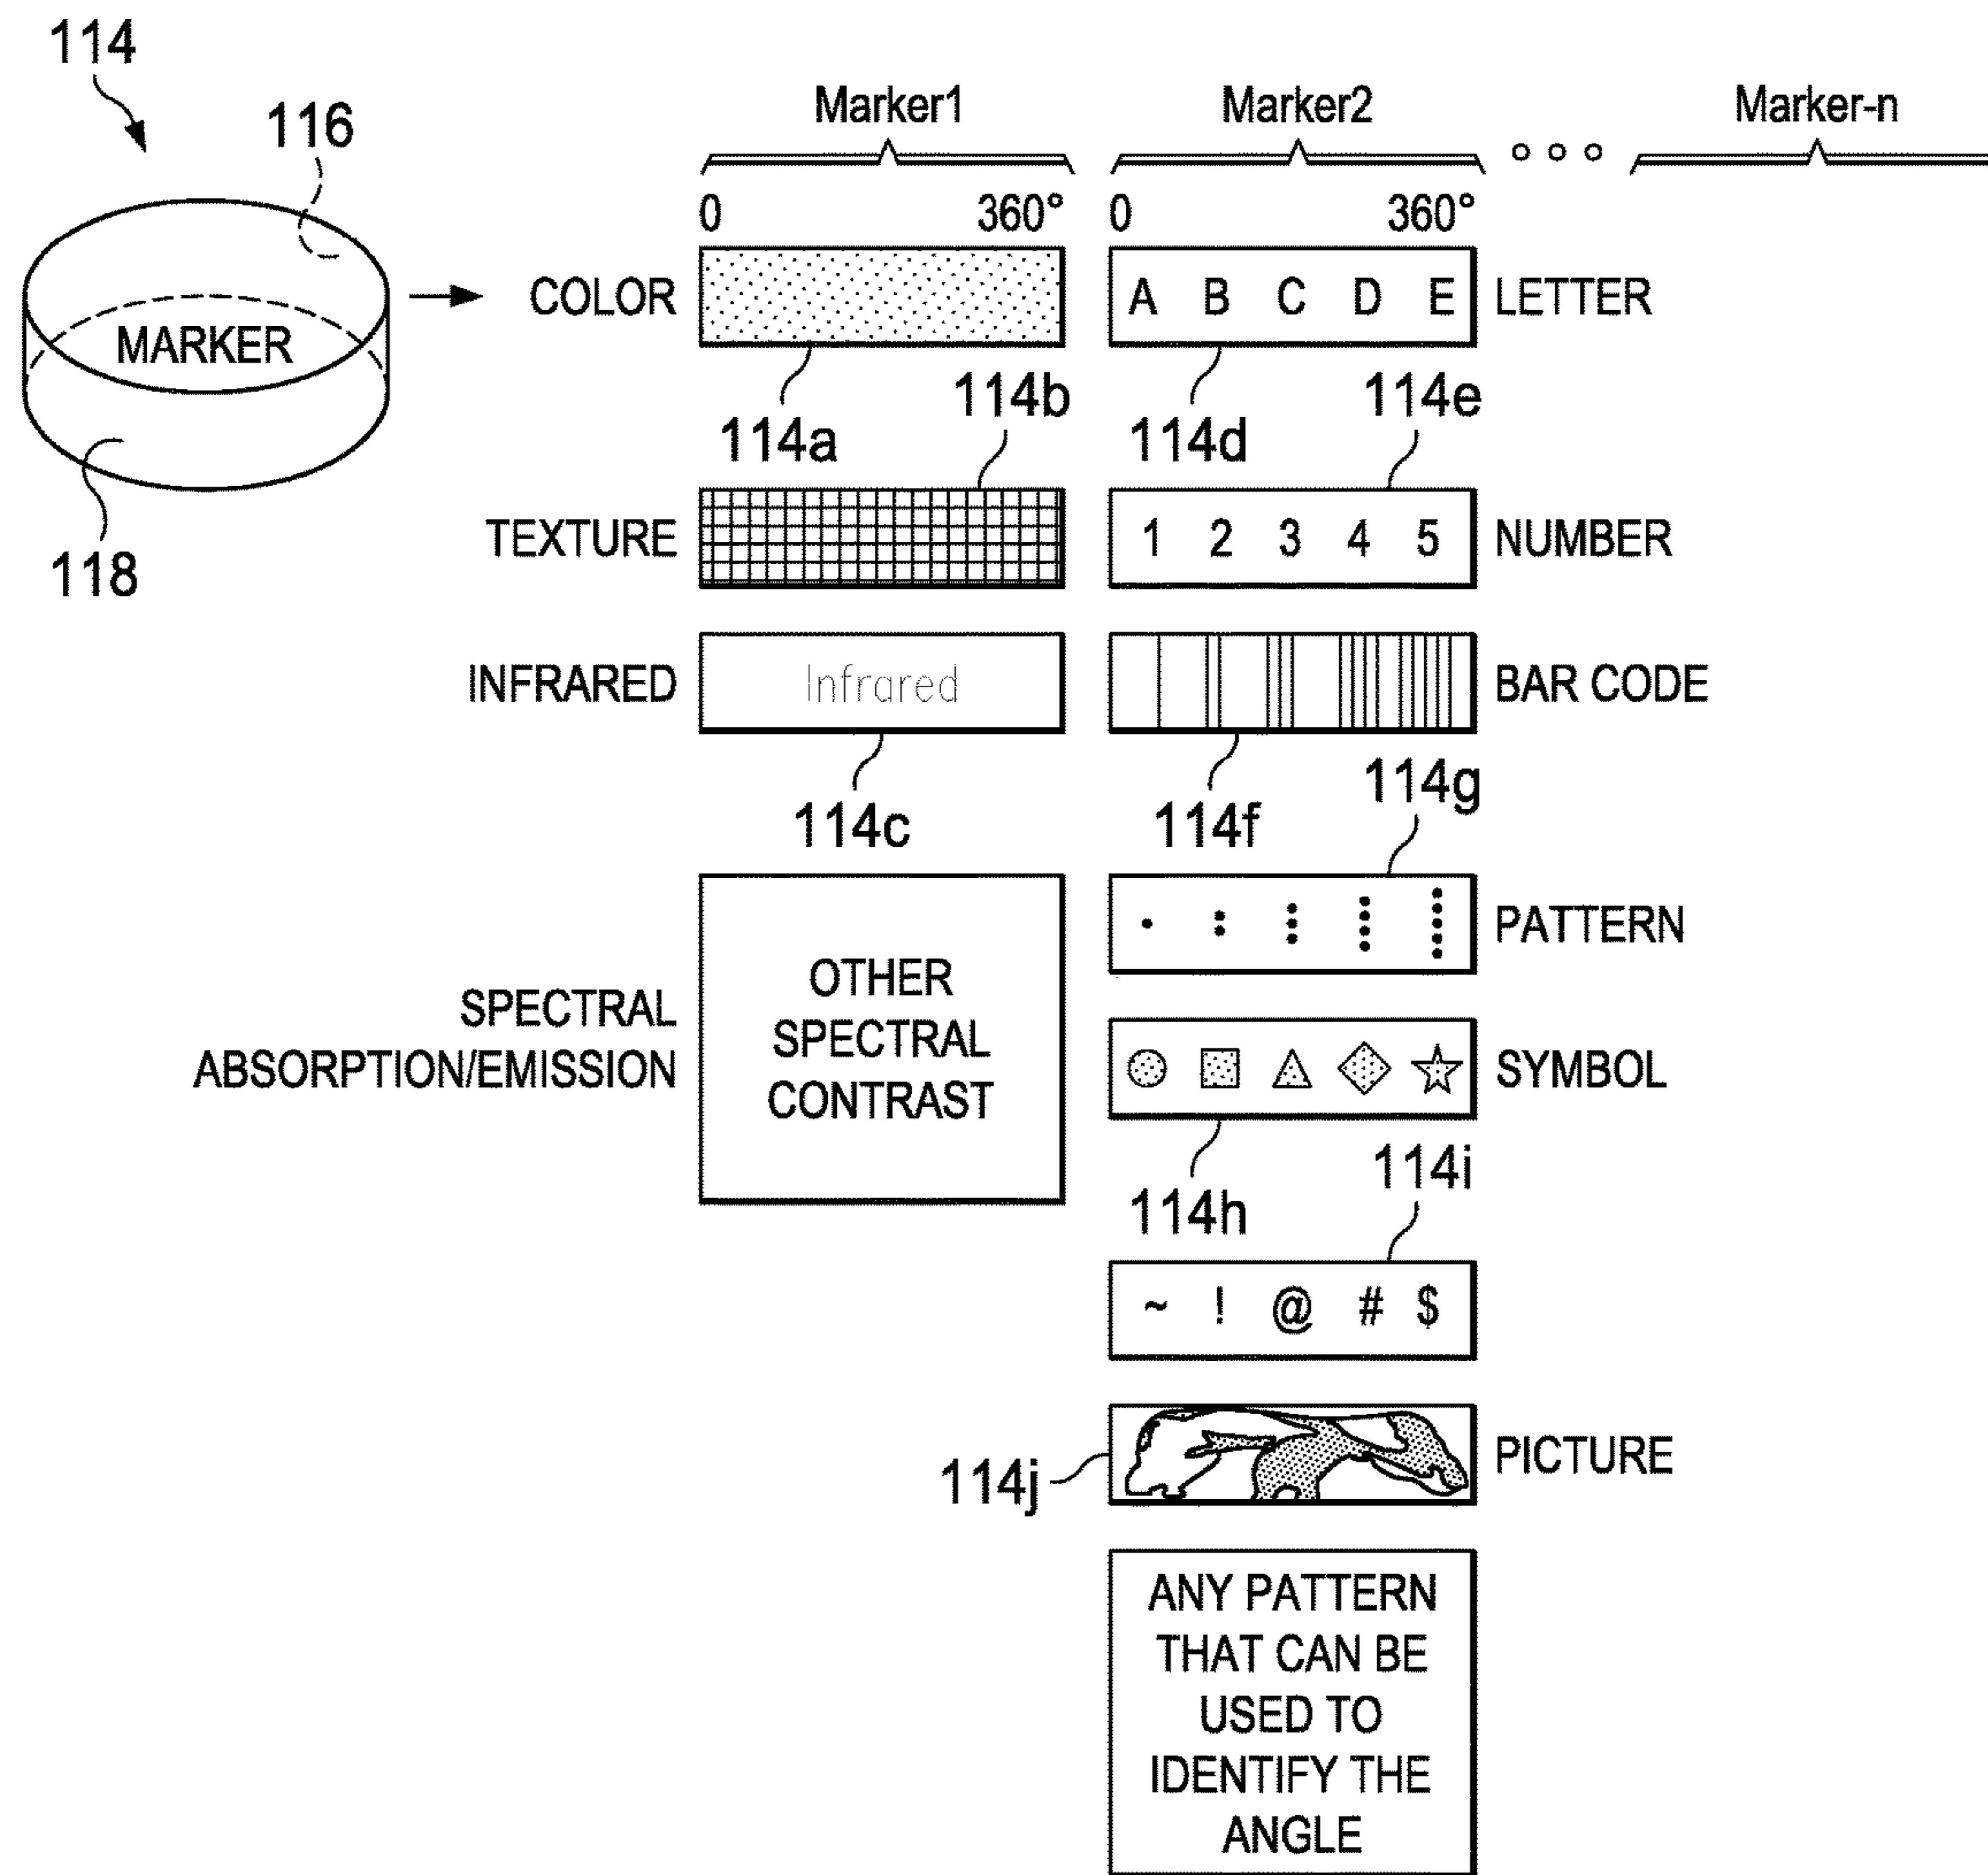 114
116
Marker1
Marker2
Marker-n
0
360°
0
360°
MARKER
COLOR
A B C D E
LETTER
114a
114b
114d
114e
118
TEXTURE
1 2 3 4 5
NUMBER
INFRARED
Infrared
BAR CODE
114c
114f
114g
SPECTRAL
ABSORPTION/EMISSION
OTHER
SPECTRAL
CONTRAST
PATTERN
SYMBOL
114h
114i
~ ! @ # $
114j
PICTURE
ANY PATTERN
THAT CAN BE
USED TO
IDENTIFY THE
ANGLE